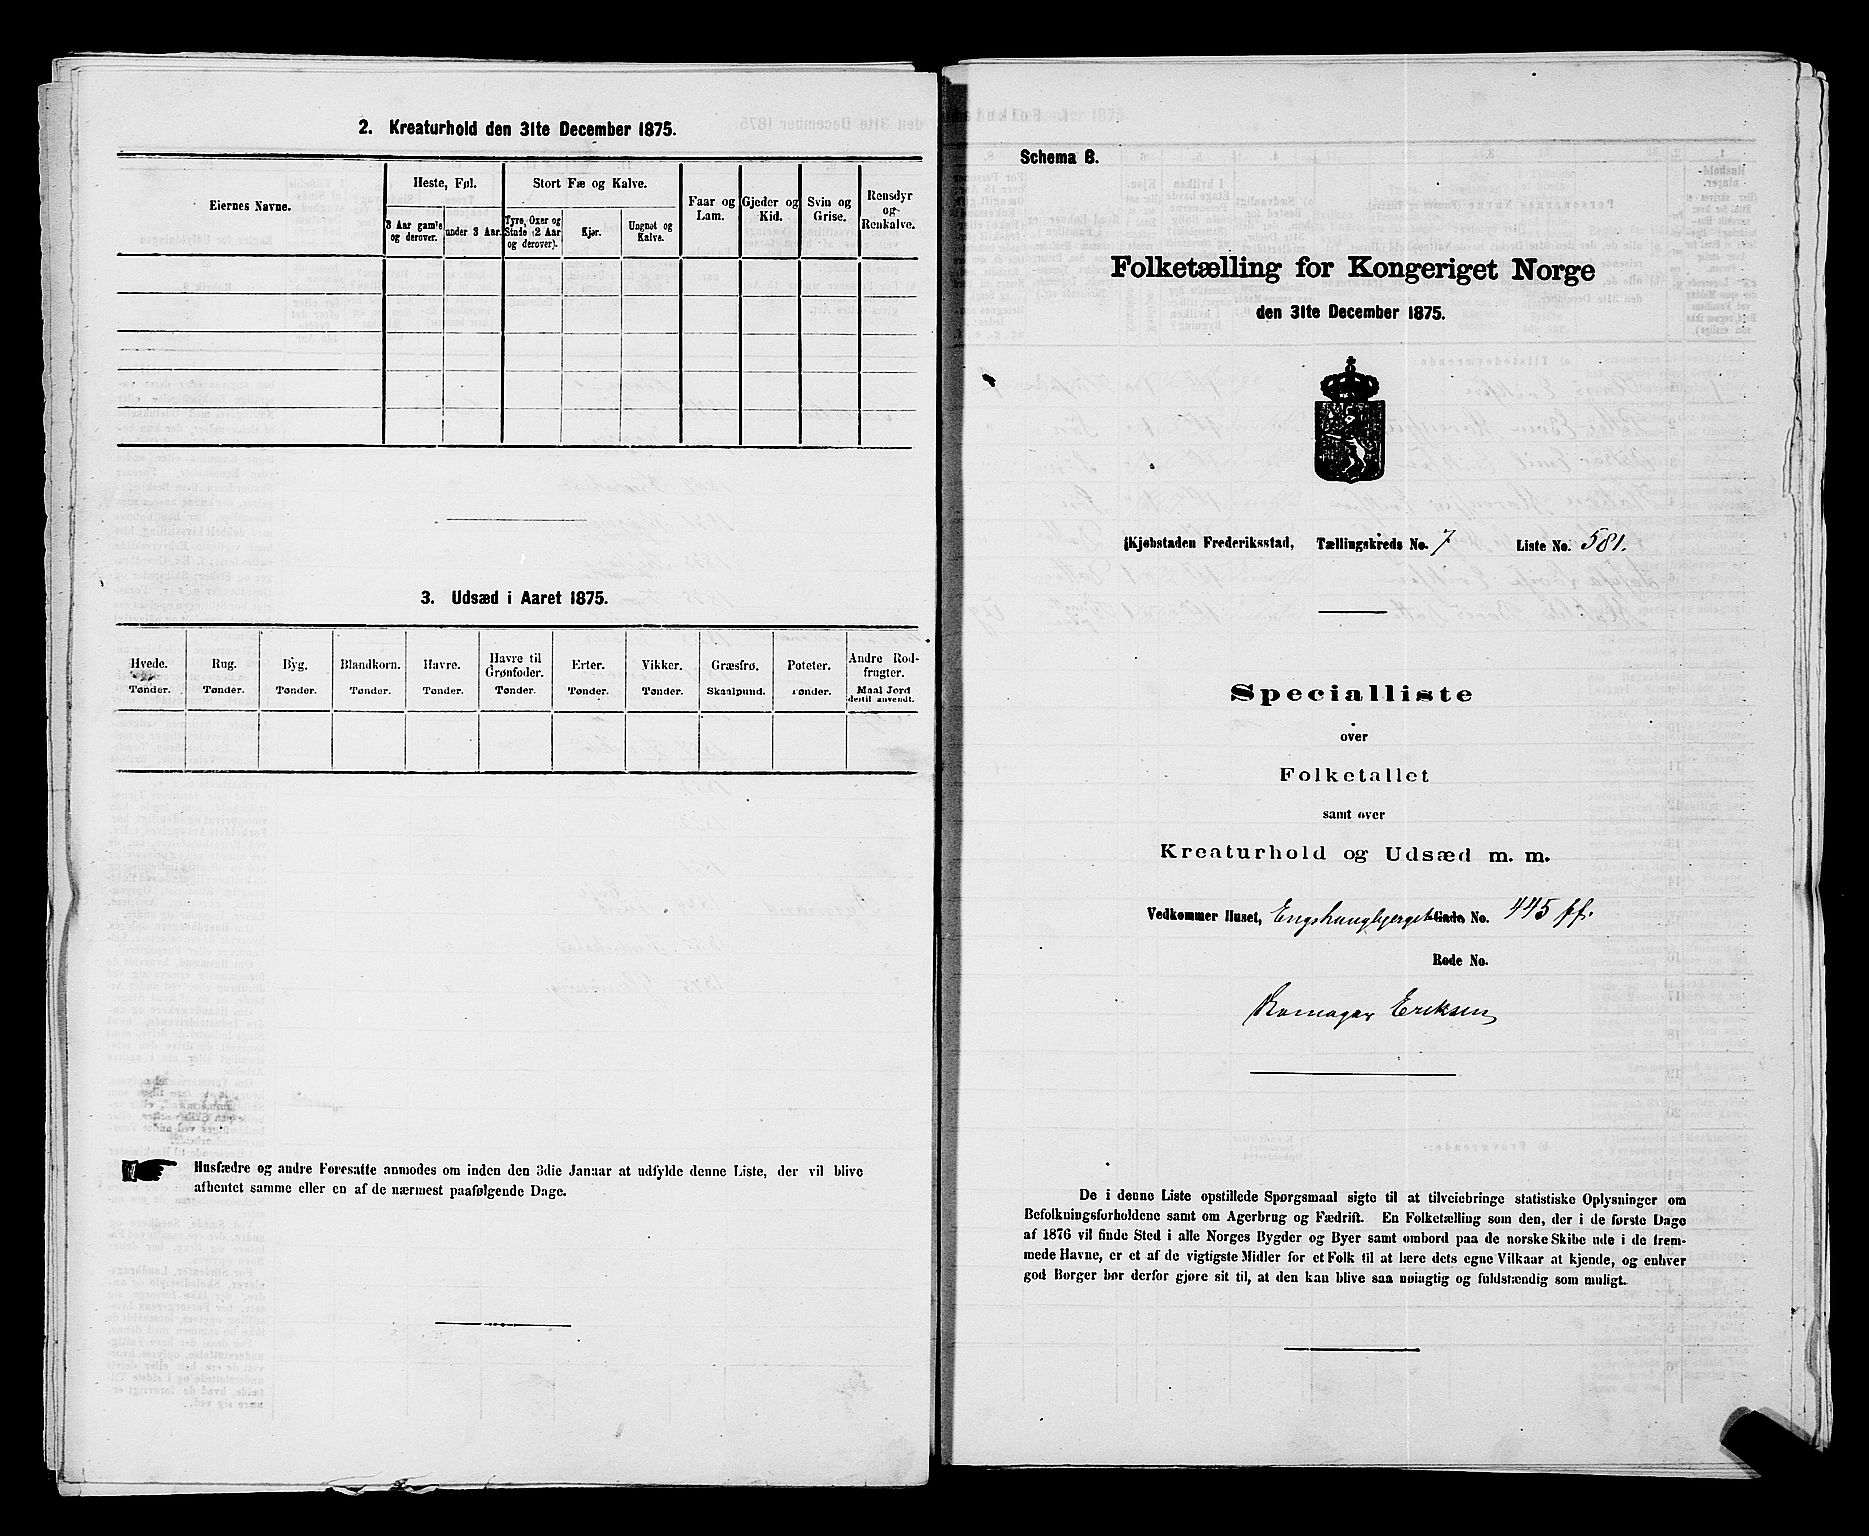 2. Kreaturhold den 31te December 1875.
Eiernes Navne.
Heste, Føl.
3 Aar gamle og derover.
under 3 Aar.
Stort Fæ og Kalve.
Tyre, Oxer og Stude (2 Aar og derover).
Kjør.
Ungnøt og Kalve.
Faar og Lam.
Gjeder og Kid.
Svin og Grise.
Rensdyr og Renkalve.
3. Udsæd i Aaret 1875.
Hvede. Tønder.
Rug. Tønder.
Byg. Tønder.
Blandkorn. Tønder.
Havre. Tønder.
Havre til Grønfoder. Tønder.
Erter. Tønder.
Vikker. Tønder.
Græsfrø. Skaalpund.
Poteter. Tønder.
Andre Rodfrugter. Maal Jord dertil anvendt.
Husfædre og andre Foresatte anmodes om inden den 3die Januar at udfylde denne Liste, der vil blive
afhentet samme eller en af de nærmest paafølgende Dage.
Schema B.
Folketælling for Kongeriget Norge
den 31te December 1875.
Kjøbstaden Frederiksstad, Tællingskreds No. 7 Liste No. 581.
Specialliste
over
Folketallet
samt over
Kreaturhold og Udsæd m. m.
Vedkommer Huset, Engshaugbjerget Gade No. 445 ff.
Rode No.
Skomager Eriksen
De i denne Liste opstillede Spørgsmaal sigte til at tilveiebringe statistiske Oplysninger om
Befolkningsforholdene samt om Agerbrug og Fædrift. En Folketælling som den, der i de første Dage
af 1876 vil finde Sted i alle Norges Bygder og Byer samt ombord paa de norske Skibe ude i de frem-
mede Havne, er et af de vigtigste Midler for et Folk til at lære dets egne Vilkaar at kjende, og enhver
god Borger bør derfor gjøre sit til, at den kan blive saa nøiagtig og fuldstændig som muligt.